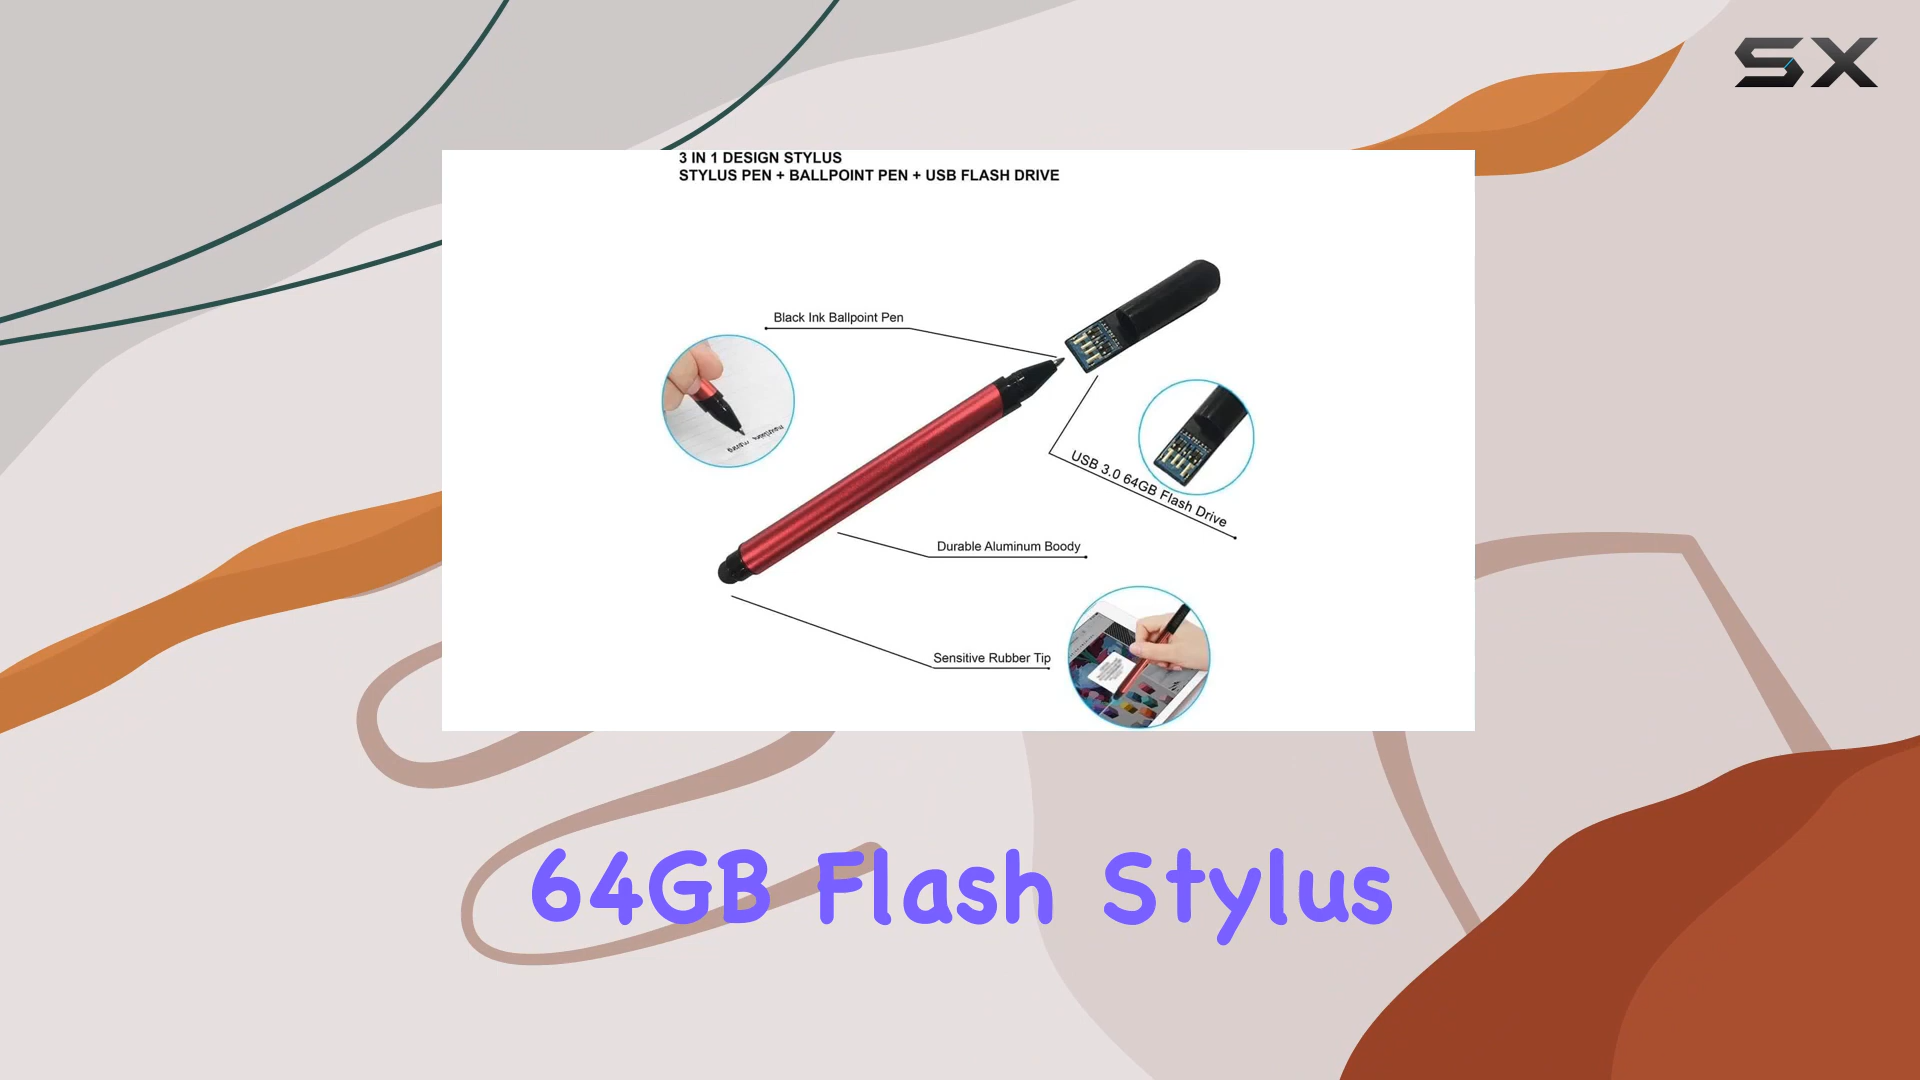 SX
3 IN 1 DESIGN STYLUS
STYLUS PEN + BALLPOINT PEN + USB FLASH DRIVE
Black Ink Ballpoint Pen
USB 3.0 64GB Flash Drive
Durable Aluminum Boody
Sensitive Rubber Tip
64GB Flash Stylus